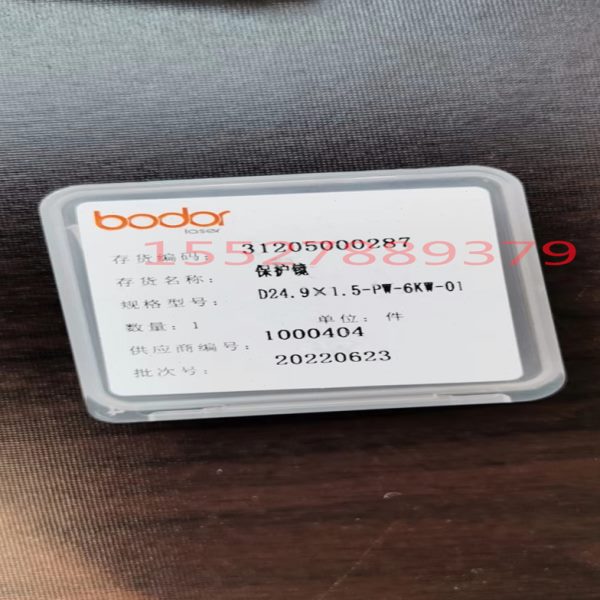 bodor
laser
存货编码: 31205000287
15527889379
存货名称: 保护镜
规格型号: D24.9×1.5-PW-6KW-01
数量: 1 单位: 件
供应商编号: 1000404
批次号: 20220623